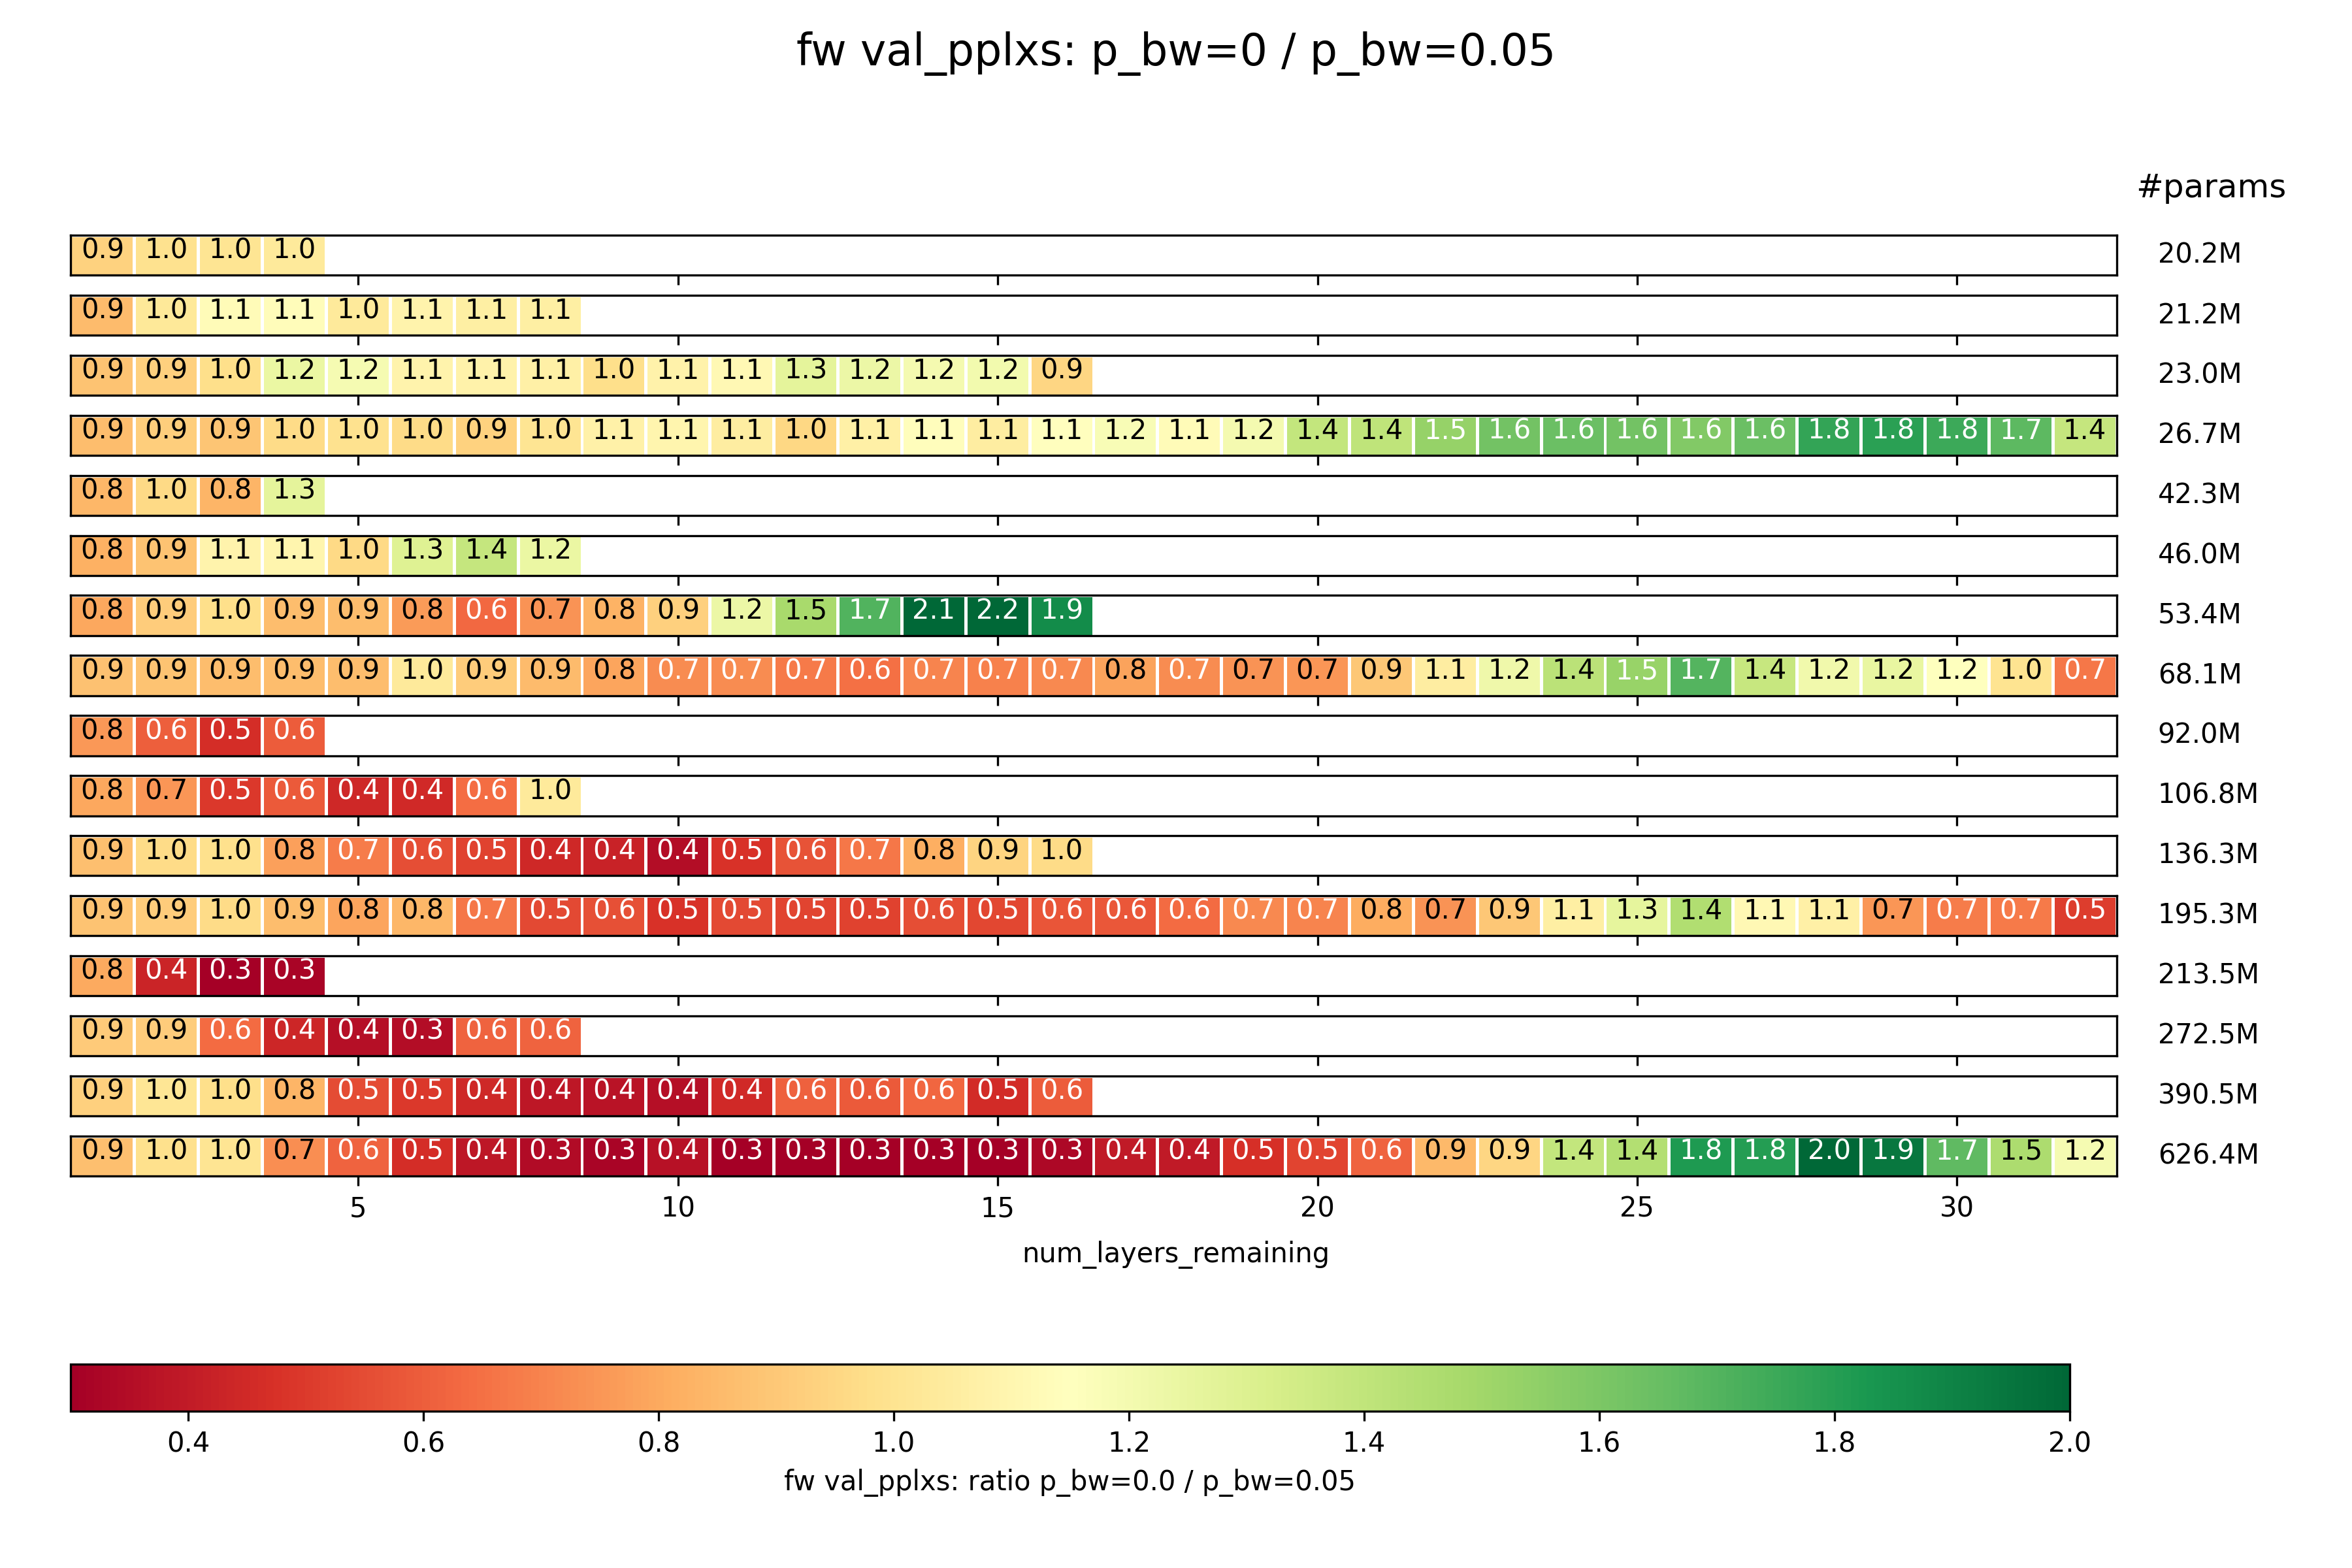 fw val_pplxs: p_bw=0 / p_bw=0.05
#params
0.9 1.0 1.0 1.0 20.2M
0.9 1.0 1.1 1.1 1.0 1.1 1.1 1.1 21.2M
0.9 0.9 1.0 1.2 1.2 1.1 1.1 1.1 1.0 1.1 1.1 1.3 1.2 1.2 1.2 0.9 23.0M
0.9 0.9 0.9 1.0 1.0 1.0 0.9 1.0 1.1 1.1 1.1 1.0 1.1 1.1 1.1 1.1 1.2 1.1 1.2 1.4 1.4 1.5 1.6 1.6 1.6 1.6 1.6 1.8 1.8 1.8 1.7 1.4 26.7M
0.8 1.0 0.8 1.3 42.3M
0.8 0.9 1.1 1.1 1.0 1.3 1.4 1.2 46.0M
0.8 0.9 1.0 0.9 0.9 0.8 0.6 0.7 0.8 0.9 1.2 1.5 1.7 2.1 2.2 1.9 53.4M
0.9 0.9 0.9 0.9 0.9 1.0 0.9 0.9 0.8 0.7 0.7 0.7 0.6 0.7 0.7 0.7 0.8 0.7 0.7 0.7 0.9 1.1 1.2 1.4 1.5 1.7 1.4 1.2 1.2 1.2 1.0 0.7 68.1M
0.8 0.6 0.5 0.6 92.0M
0.8 0.7 0.5 0.6 0.4 0.4 0.6 1.0 106.8M
0.9 1.0 1.0 0.8 0.7 0.6 0.5 0.4 0.4 0.4 0.5 0.6 0.7 0.8 0.9 1.0 136.3M
0.9 0.9 1.0 0.9 0.8 0.8 0.7 0.5 0.6 0.5 0.5 0.5 0.5 0.6 0.5 0.6 0.6 0.6 0.7 0.7 0.8 0.7 0.9 1.1 1.3 1.4 1.1 1.1 0.7 0.7 0.7 0.5 195.3M
0.8 0.4 0.3 0.3 213.5M
0.9 0.9 0.6 0.4 0.4 0.3 0.6 0.6 272.5M
0.9 1.0 1.0 0.8 0.5 0.5 0.4 0.4 0.4 0.4 0.4 0.6 0.6 0.6 0.5 0.6 390.5M
0.9 1.0 1.0 0.7 0.6 0.5 0.4 0.3 0.3 0.4 0.3 0.3 0.3 0.3 0.3 0.3 0.4 0.4 0.5 0.5 0.6 0.9 0.9 1.4 1.4 1.8 1.8 2.0 1.9 1.7 1.5 1.2 626.4M
5 10 15 20 25 30
num_layers_remaining
0.4 0.6 0.8 1.0 1.2 1.4 1.6 1.8 2.0
fw val_pplxs: ratio p_bw=0.0 / p_bw=0.05